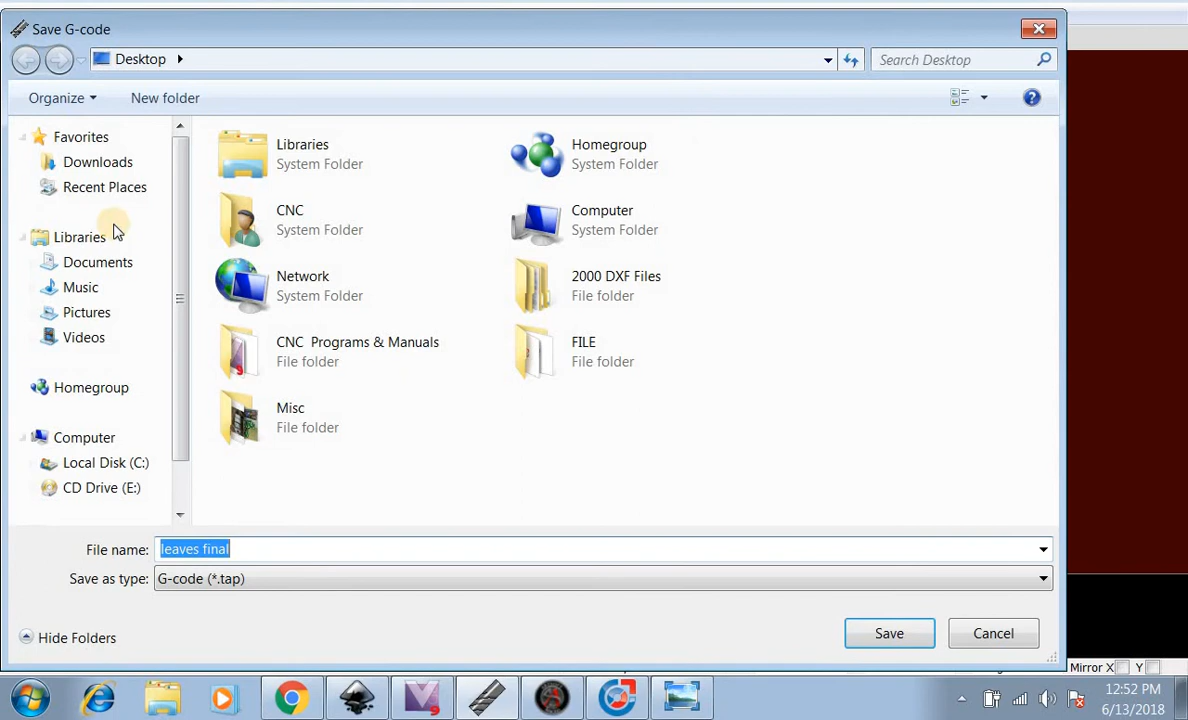 Save G-code
Desktop
Search Desktop
Organize
New folder
Favorites
Downloads
Recent Places
Libraries
Documents
Music
Pictures
Videos
Homegroup
Computer
Local Disk (C:)
CD Drive (E:)
Libraries
System Folder
Homegroup
System Folder
CNC
System Folder
Computer
System Folder
Network
System Folder
2000 DXF Files
File folder
CNC Programs & Manuals
File folder
FILE
File folder
Misc
File folder
File name: leaves final
Save as type: G-code (*.tap)
Hide Folders
Save
Cancel
Mirror X Y
12:52 PM
6/13/2018